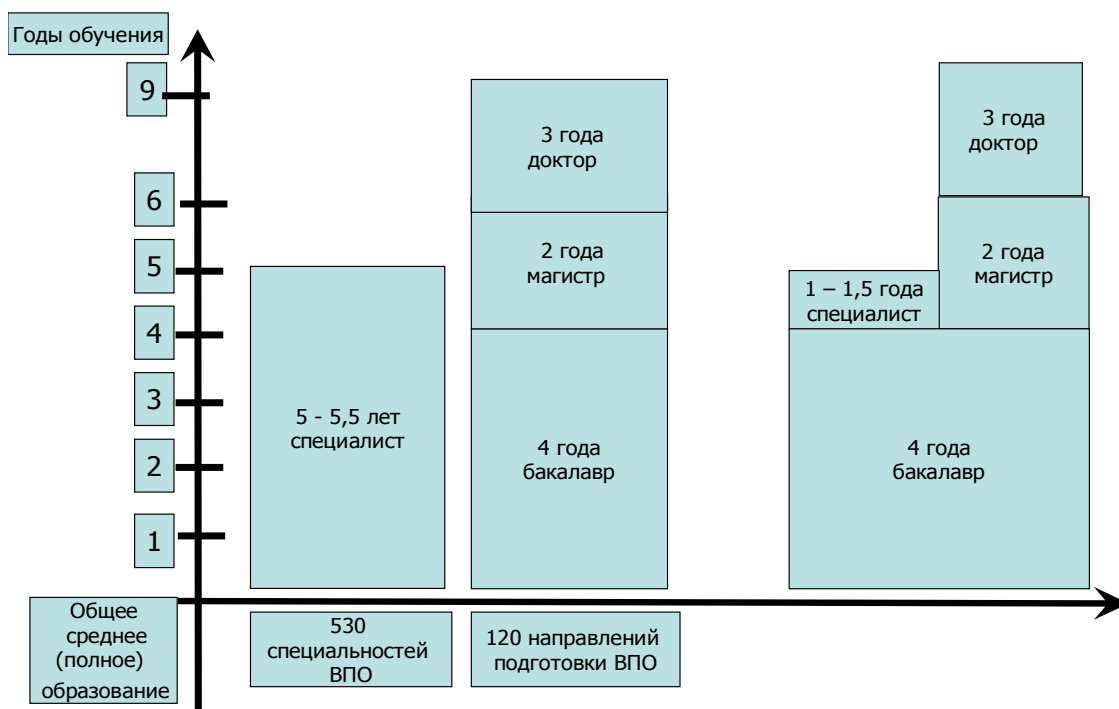 Годы обучения
9
6
5
4
3
2
1
Общее
среднее
(полное)
образование
5 - 5,5 лет
специалист
530
специальностей
ВПО
3 года
доктор
2 года
магистр
4 года
бакалавр
120 направлений
подготовки ВПО
3 года
доктор
2 года
магистр
1 – 1,5 года
специалист
4 года
бакалавр